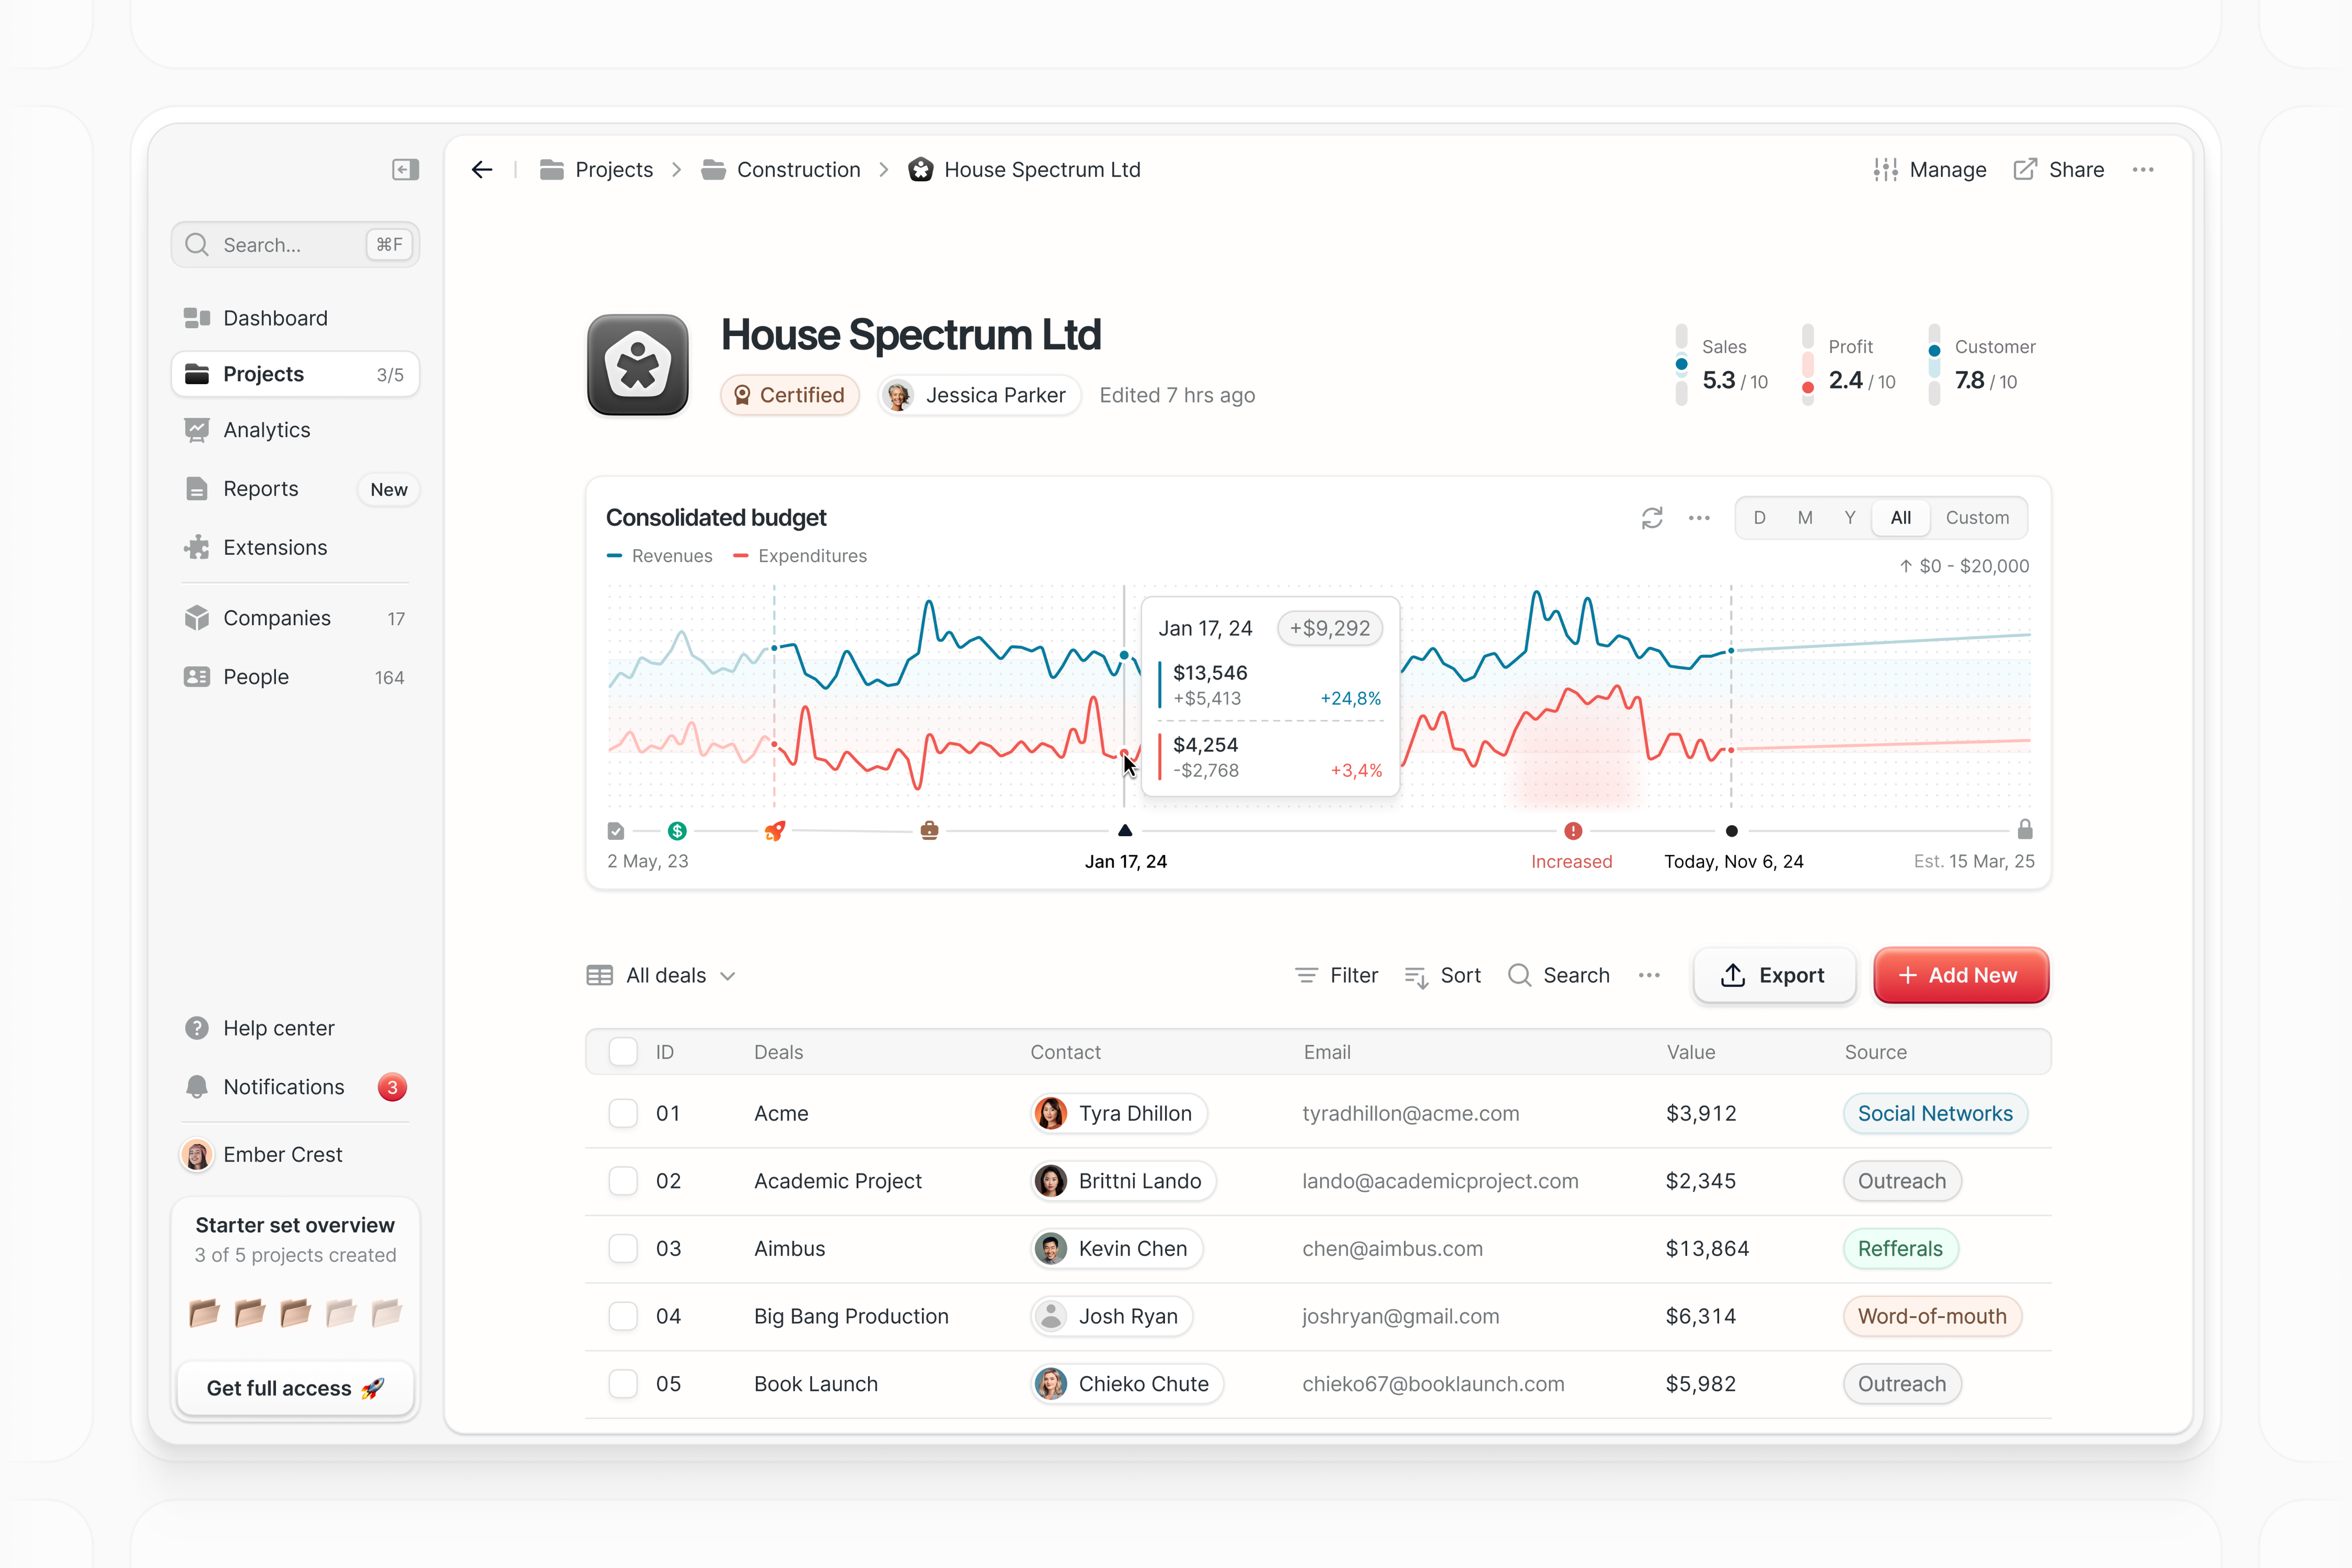 Search...
⌘F
Dashboard
Projects
3/5
Analytics
Reports
New
Extensions
Companies
17
People
164
Help center
Notifications
3
Ember Crest
Starter set overview
3 of 5 projects created
Get full access 🚀
Projects
Construction
House Spectrum Ltd
Manage
Share
House Spectrum Ltd
Certified
Jessica Parker
Edited 7 hrs ago
Sales
5.3 / 10
Profit
2.4 / 10
Customer
7.8 / 10
Consolidated budget
D M Y All Custom
Revenues Expenditures
↑ $0 - $20,000
Jan 17, 24
+$9,292
$13,546
+$5,413 +24,8%
$4,254
-$2,768 +3,4%
2 May, 23
Jan 17, 24
Increased
Today, Nov 6, 24
Est. 15 Mar, 25
All deals
Filter
Sort
Search
Export
+ Add New
ID Deals Contact Email Value Source
01 Acme Tyra Dhillon tyradhillon@acme.com $3,912 Social Networks
02 Academic Project Brittni Lando lando@academicproject.com $2,345 Outreach
03 Aimbus Kevin Chen chen@aimbus.com $13,864 Refferals
04 Big Bang Production Josh Ryan joshryan@gmail.com $6,314 Word-of-mouth
05 Book Launch Chieko Chute chieko67@booklaunch.com $5,982 Outreach